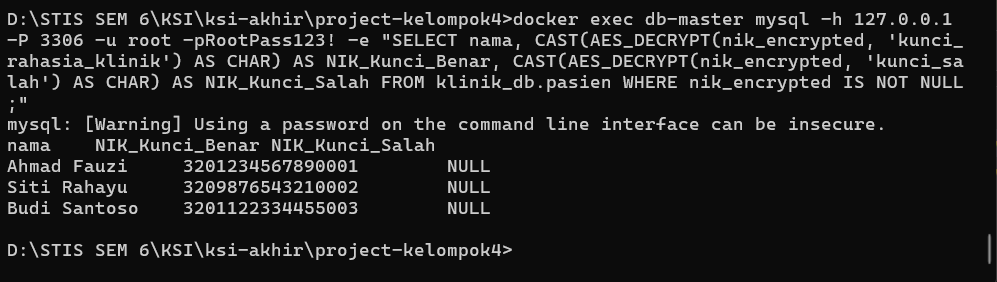 D:\STIS SEM 6\KSI\ksi-akhir\project-kelompok4>docker exec db-master mysql -h 127.0.0.1
-P 3306 -u root -pRootPass123! -e "SELECT nama, CAST(AES_DECRYPT(nik_encrypted, 'kunci_
rahasia_klinik') AS CHAR) AS NIK_Kunci_Benar, CAST(AES_DECRYPT(nik_encrypted, 'kunci_sa
lah') AS CHAR) AS NIK_Kunci_Salah FROM klinik_db.pasien WHERE nik_encrypted IS NOT NULL
;"
mysql: [Warning] Using a password on the command line interface can be insecure.
nama    NIK_Kunci_Benar NIK_Kunci_Salah
Ahmad Fauzi     3201234567890001        NULL
Siti Rahayu     3209876543210002        NULL
Budi Santoso    3201122334455003        NULL
D:\STIS SEM 6\KSI\ksi-akhir\project-kelompok4>